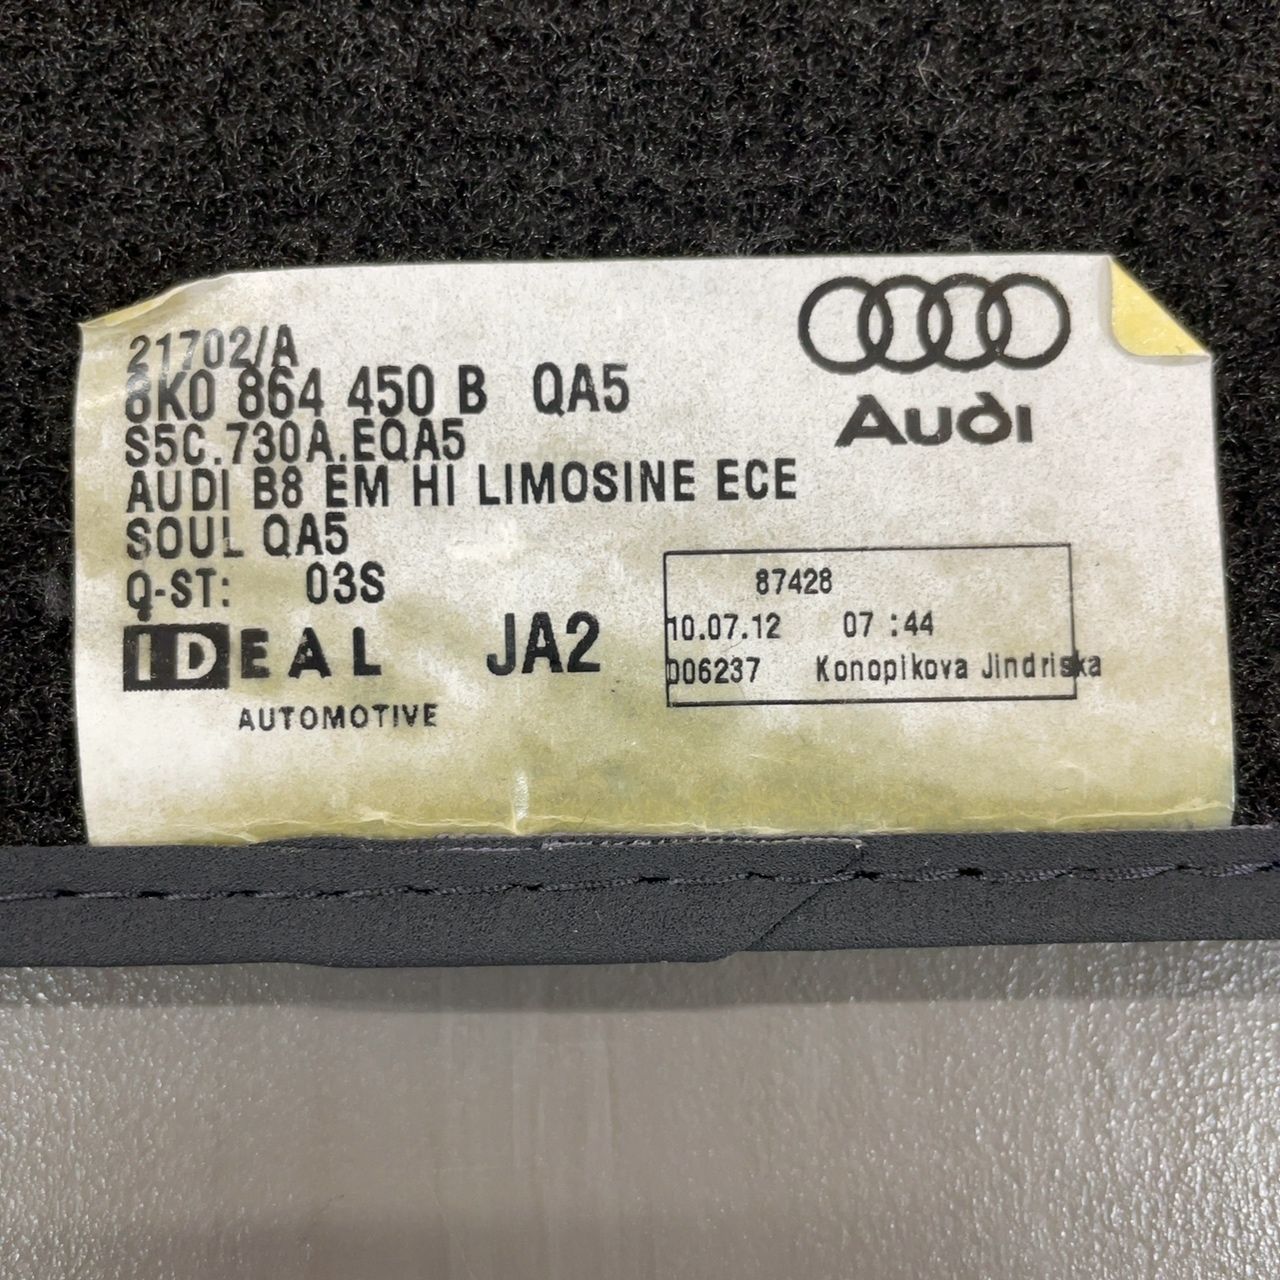 21702/A
8K0 864 450 B QA5
S5C.730A.EQA5
AUDI B8 EM HI LIMOSINE ECE
SOUL QA5
Q-ST: 03S
IDEAL
AUTOMOTIVE
JA2
Audi
87428
10.07.12 07:44
006237 Konopikova Jindriska